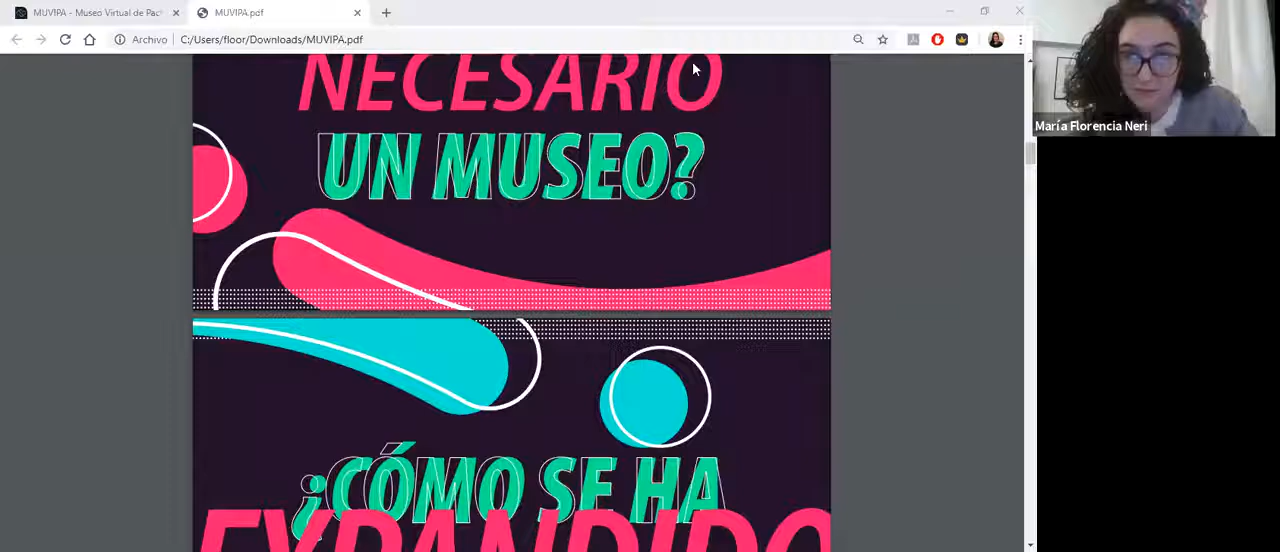 MUVIPA - Museo Virtual de Pac
MUVIPA.pdf
Archivo
C:/Users/floor/Downloads/MUVIPA.pdf
NECESARIO
UN MUSEO?
¿CÓMO SE HA
EXPANDIDO
María Florencia Neri